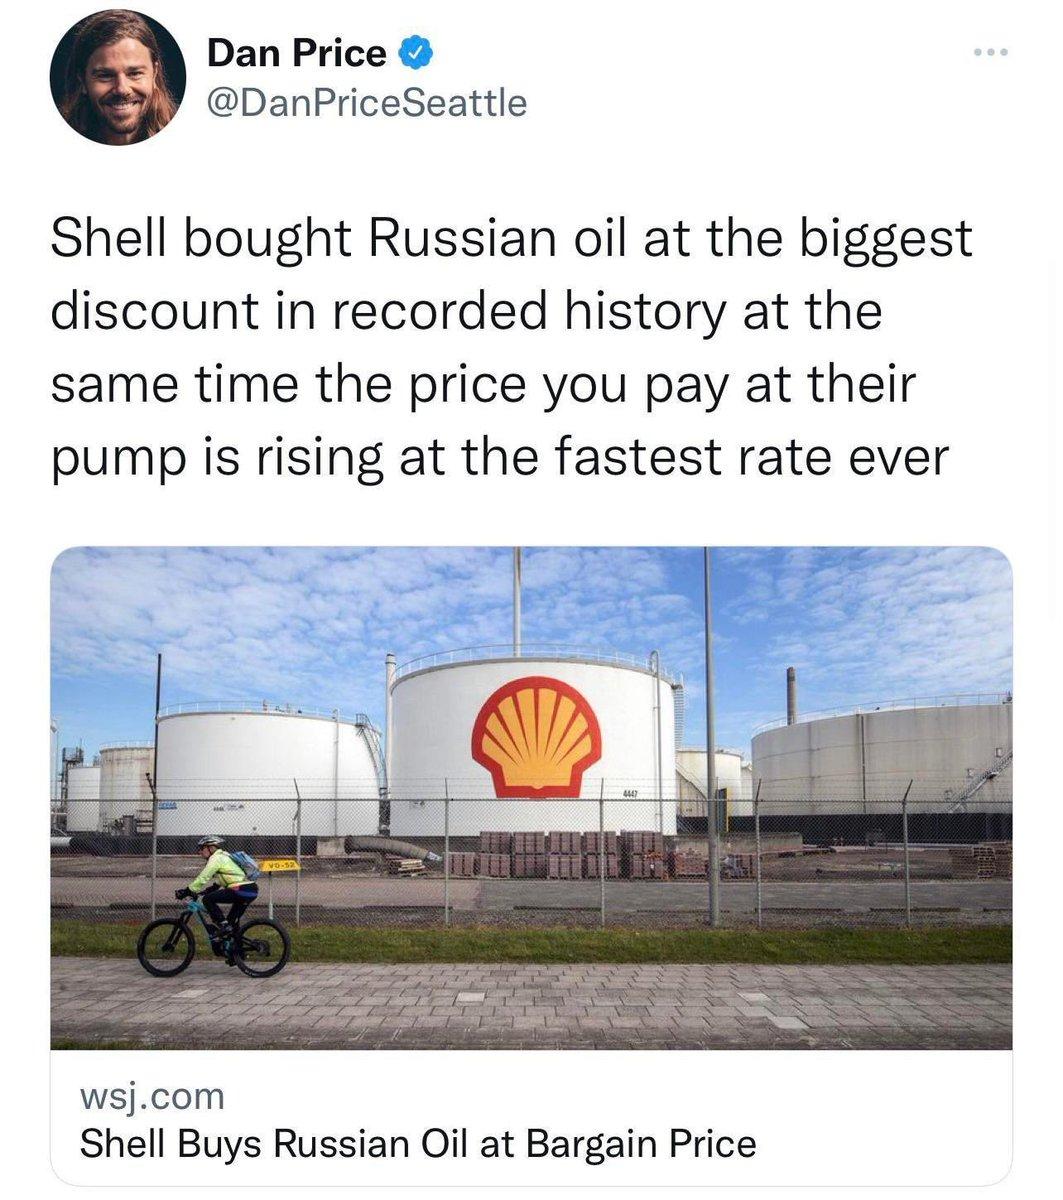 Dan Price
@DanPriceSeattle
Shell bought Russian oil at the biggest
discount in recorded history at the
same time the price you pay at their
pump is rising at the fastest rate ever
4447
VO-52
wsj.com
Shell Buys Russian Oil at Bargain Price